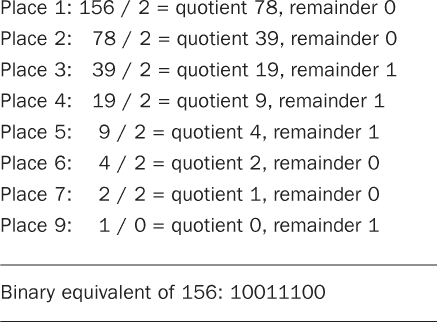 Place 1: 156 / 2 = quotient 78, remainder 0
Place 2: 78 / 2 = quotient 39, remainder 0
Place 3: 39 / 2 = quotient 19, remainder 1
Place 4: 19 / 2 = quotient 9, remainder 1
Place 5: 9 / 2 = quotient 4, remainder 1
Place 6: 4 / 2 = quotient 2, remainder 0
Place 7: 2 / 2 = quotient 1, remainder 0
Place 9: 1 / 0 = quotient 0, remainder 1
Binary equivalent of 156: 10011100